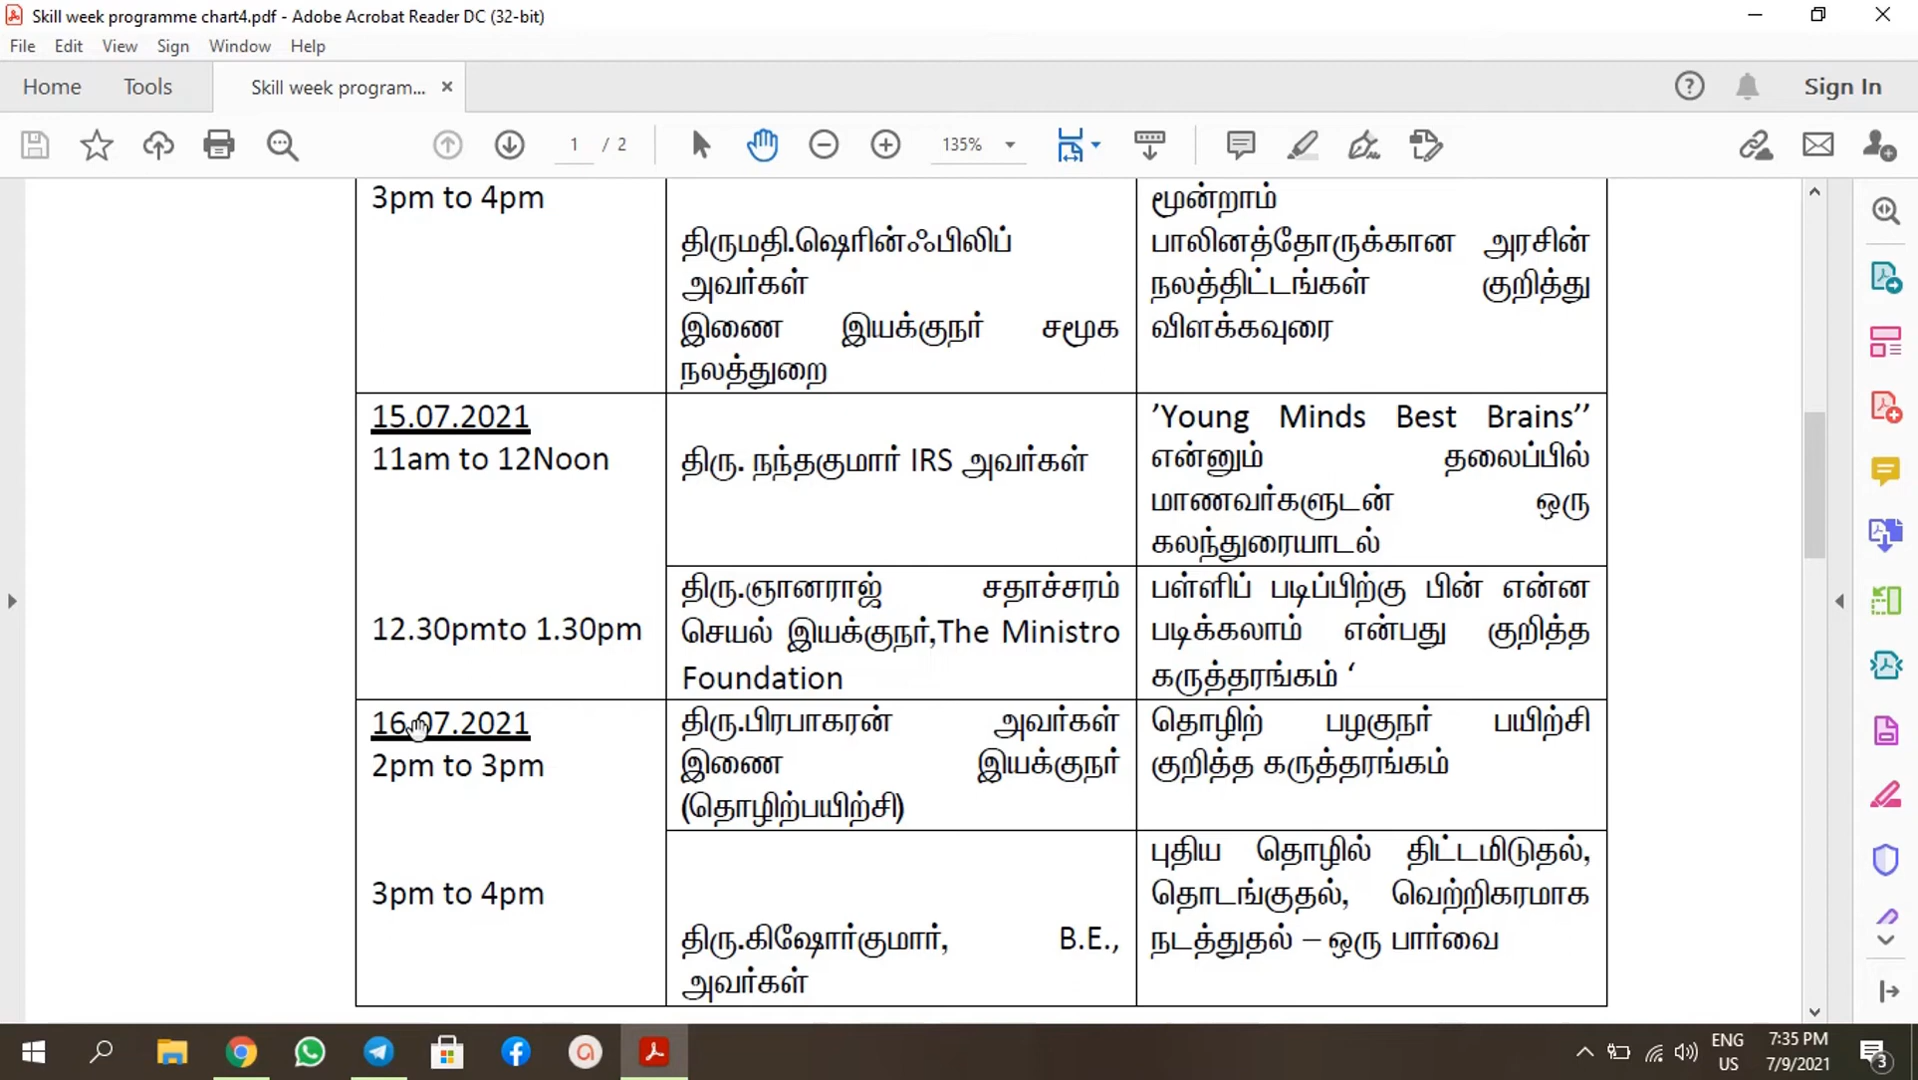 Skill week programme chart4.pdf - Adobe Acrobat Reader DC (32-bit)
File Edit View Sign Window Help
Home Tools Skill week program... × Sign In
1 / 2 135%
3pm to 4pm
திருமதி.ஷெரின்ஃபிலிப்
அவர்கள்
இணை இயக்குநர் சமூக
நலத்துறை
மூன்றாம்
பாலினத்தோருக்கான அரசின்
நலத்திட்டங்கள் குறித்து
விளக்கவுரை
15.07.2021
11am to 12Noon
திரு. நந்தகுமார் IRS அவர்கள்
’Young Minds Best Brains’’
என்னும் தலைப்பில்
மாணவர்களுடன் ஒரு
கலந்துரையாடல்
12.30pmto 1.30pm
திரு.ஞானராஜ் சதாச்சரம்
செயல் இயக்குநர்,The Ministro
Foundation
பள்ளிப் படிப்பிற்கு பின் என்ன
படிக்கலாம் என்பது குறித்த
கருத்தரங்கம் ‘
16.07.2021
2pm to 3pm
திரு.பிரபாகரன் அவர்கள்
இணை இயக்குநர்
(தொழிற்பயிற்சி)
தொழிற் பழகுநர் பயிற்சி
குறித்த கருத்தரங்கம்
3pm to 4pm
திரு.கிஷோர்குமார், B.E.,
அவர்கள்
புதிய தொழில் திட்டமிடுதல்,
தொடங்குதல், வெற்றிகரமாக
நடத்துதல் – ஒரு பார்வை
ENG
US
7:35 PM
7/9/2021
3